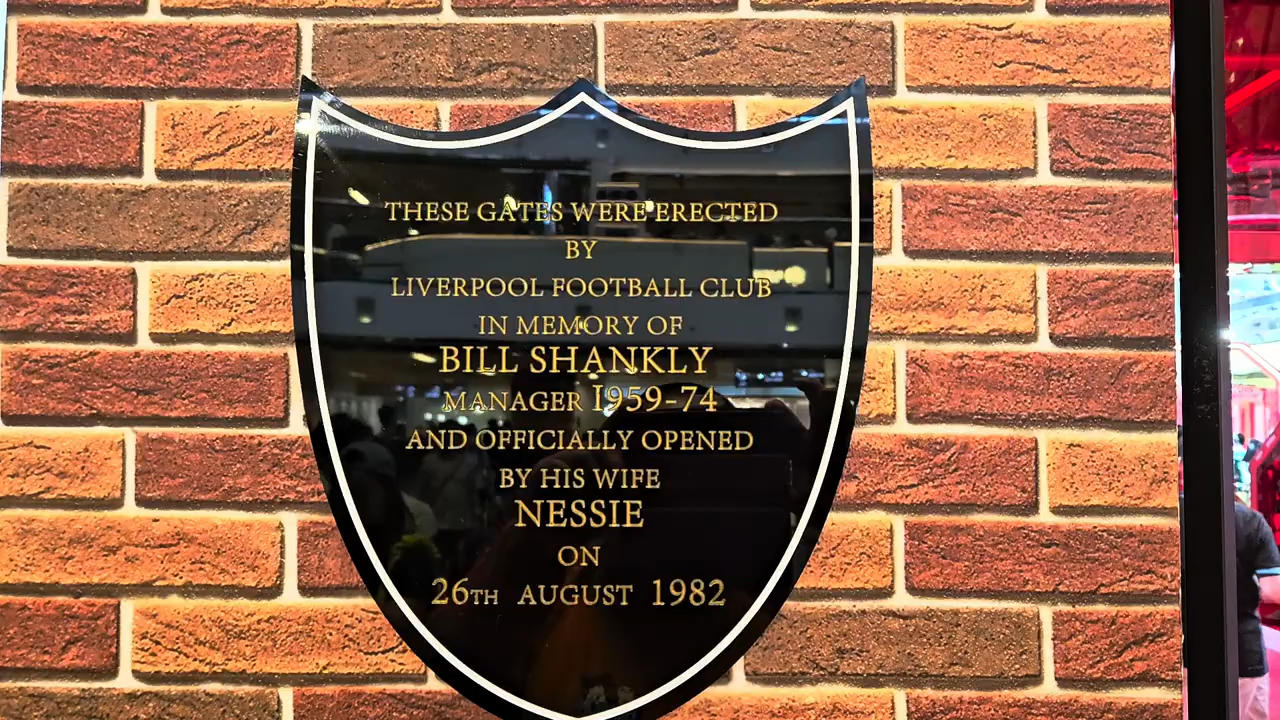 THESE GATES WERE ERECTED
BY
LIVERPOOL FOOTBALL CLUB
IN MEMORY OF
BILL SHANKLY
MANAGER 1959-74
AND OFFICIALLY OPENED
BY HIS WIFE
NESSIE
ON
26TH AUGUST 1982